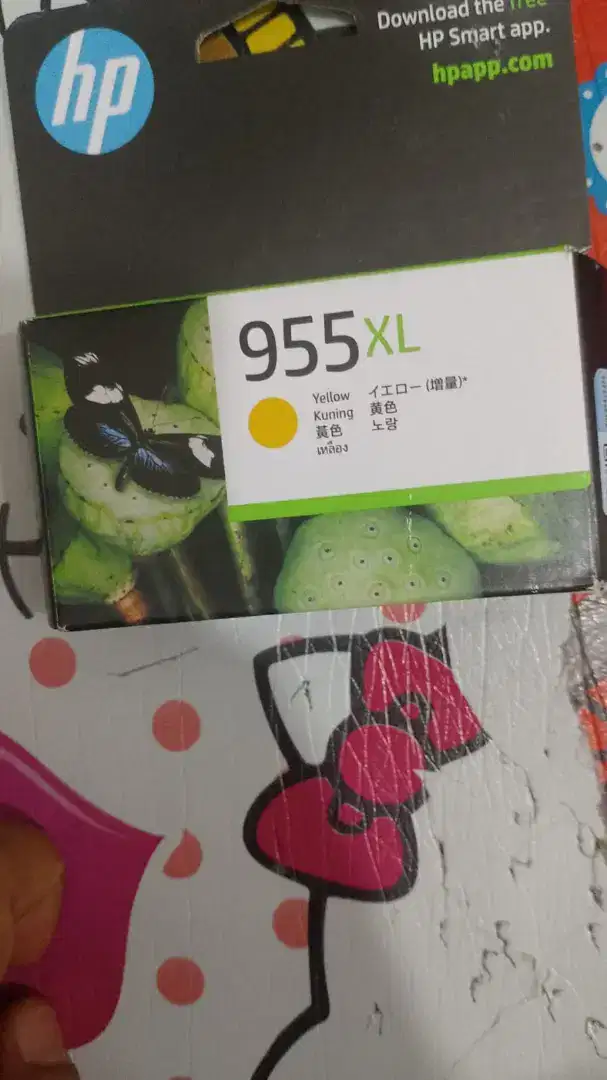 hp
Download the free
HP Smart app.
hpapp.com
955XL
Yellow イエロー (増量)*
Kuning 黄色
黃色 노랑
เหลือง